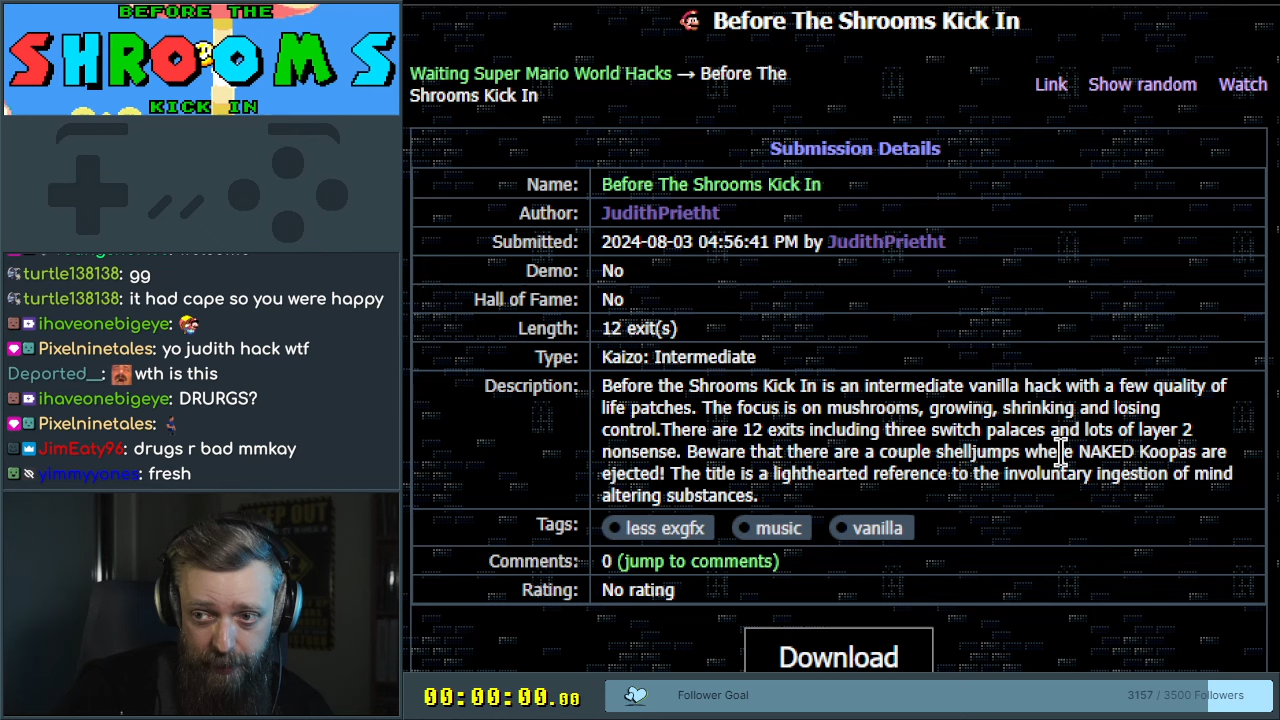 BEFORE THE
SHROOMS
KICK IN
turtle138138: gg
turtle138138: it had cape so you were happy
ihaveonebigeye:
Pixelninetales: yo judith hack wtf
Deported__: wth is this
ihaveonebigeye: DRURGS?
Pixelninetales:
JimEaty96: drugs r bad mmkay
yimmyyanes: fresh
Before The Shrooms Kick In
Waiting Super Mario World Hacks → Before The
Shrooms Kick In
Link Show random Watch
Submission Details
Name: Before The Shrooms Kick In
Author: JudithPrietht
Submitted: 2024-08-03 04:56:41 PM by JudithPrietht
Demo: No
Hall of Fame: No
Length: 12 exit(s)
Type: Kaizo: Intermediate
Description: Before the Shrooms Kick In is an intermediate vanilla hack with a few quality of
life patches. The focus is on mushrooms, growing, shrinking and losing
control.There are 12 exits including three switch palaces and lots of layer 2
nonsense. Beware that there are a couple shelljumps where NAKED Koopas are
ejected! The title is a lighthearted reference to the involuntary ingestion of mind
altering substances.
Tags: less exgfx music vanilla
Comments: 0 (jump to comments)
Rating: No rating
Download
00:00:00.00
Follower Goal 3157 / 3500 Followers